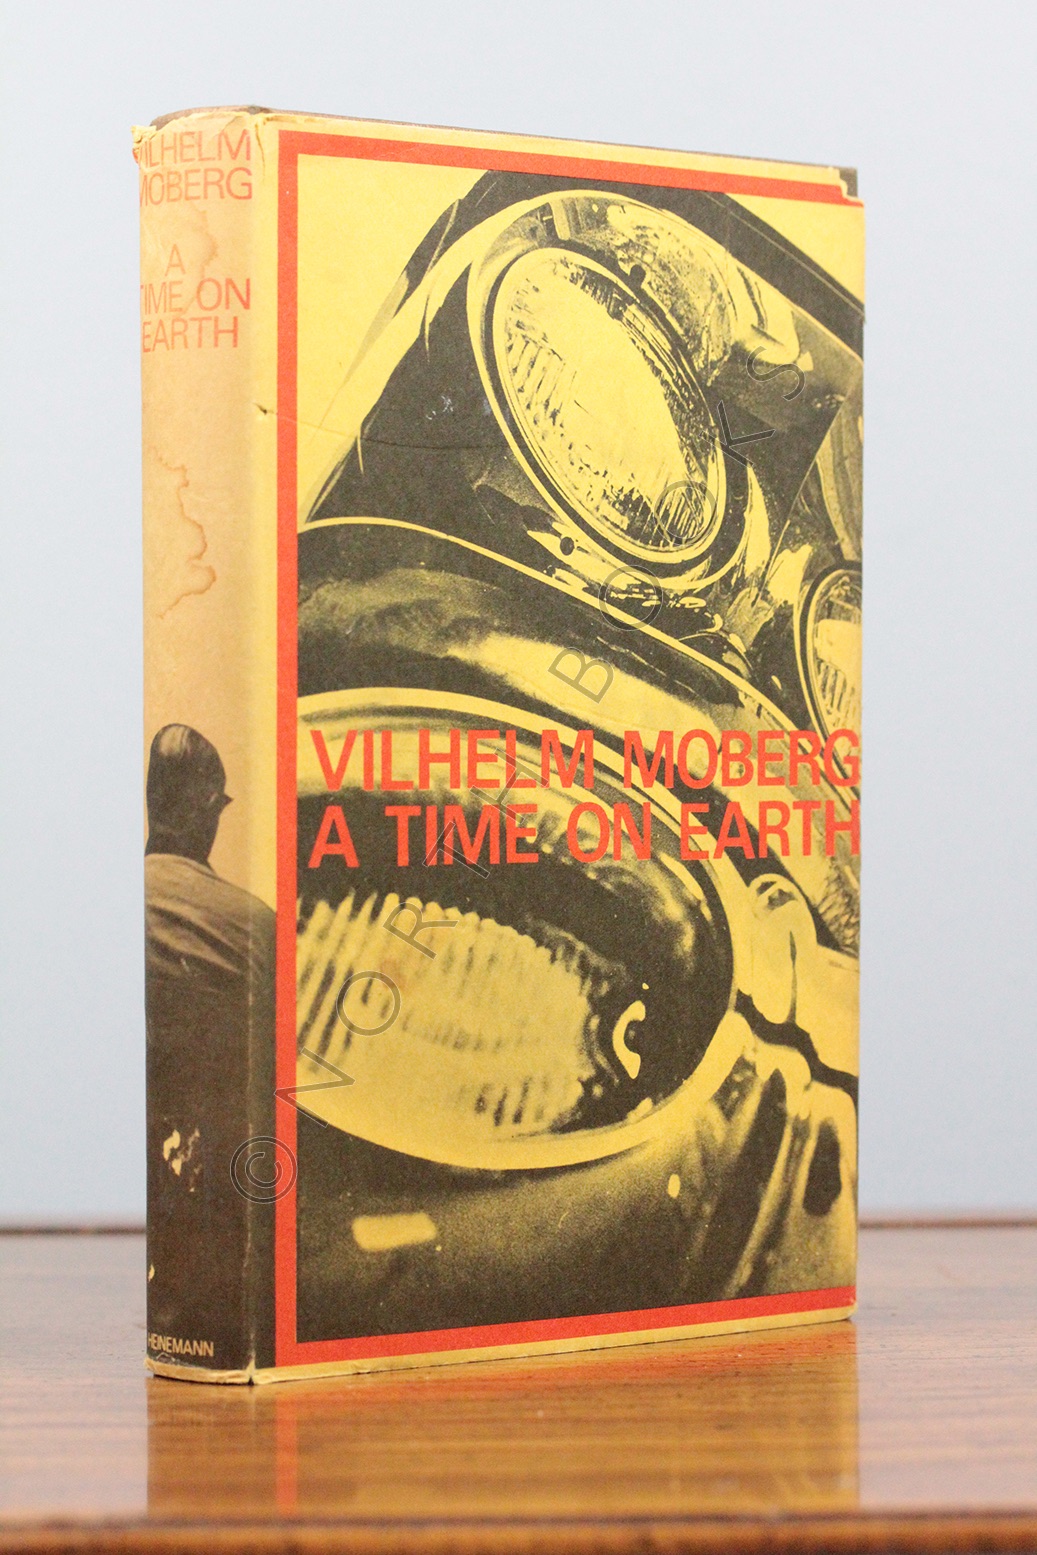 VILHELM
MOBERG
A
TIME ON
EARTH
HEINEMANN
VILHELM MOBERG
A TIME ON EARTH
© NORTH BOOKS